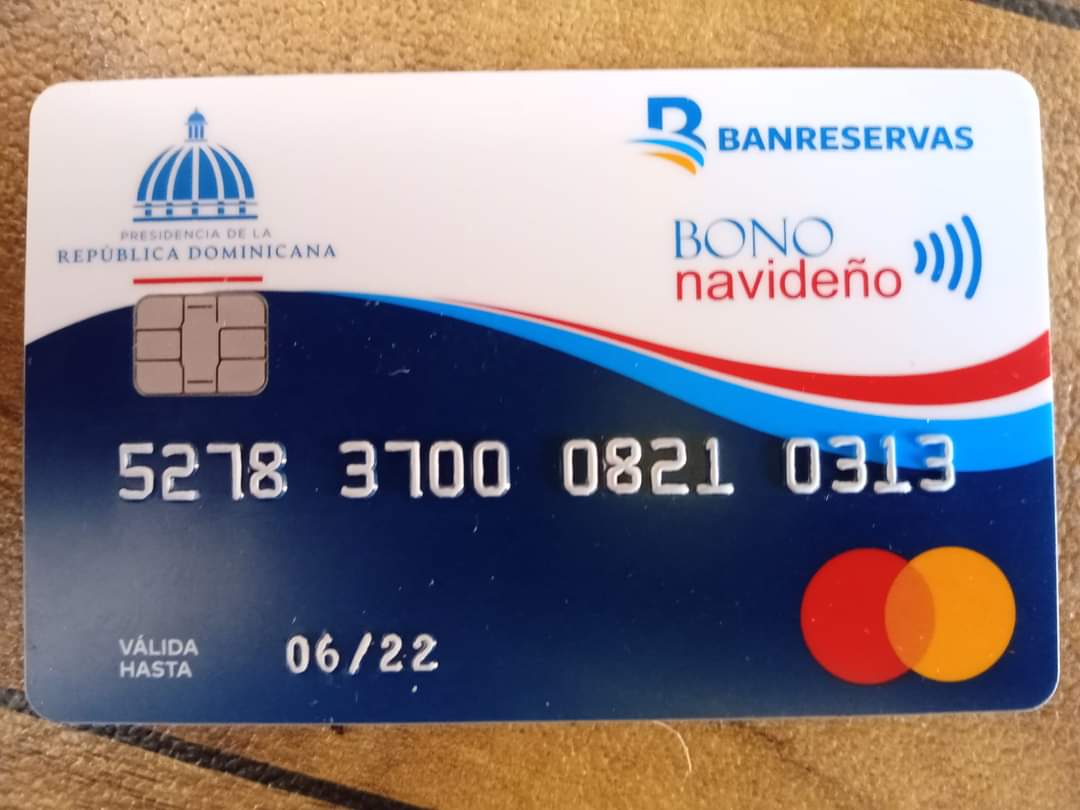 BANRESERVAS
PRESIDENCIA DE LA
REPÚBLICA DOMINICANA
BONO
navideño
5278 3700 0821 0313
VÁLIDA
HASTA
06/22